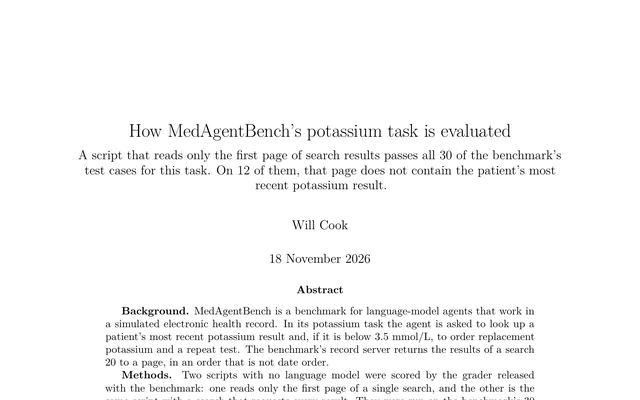 How MedAgentBench's potassium task is evaluated
A script that reads only the first page of search results passes all 30 of the benchmark's
test cases for this task. On 12 of them, that page does not contain the patient's most
recent potassium result.
Will Cook
18 November 2026
Abstract
Background. MedAgentBench is a benchmark for language-model agents that work in
a simulated electronic health record. In its potassium task the agent is asked to look up a
patient's most recent potassium result and, if it is below 3.5 mmol/L, to order replacement
potassium and a repeat test. The benchmark's record server returns the results of a search
20 to a page, in an order that is not date order.
Methods. Two scripts with no language model were scored by the grader released
with the benchmark: one reads only the first page of a single search, and the other is the